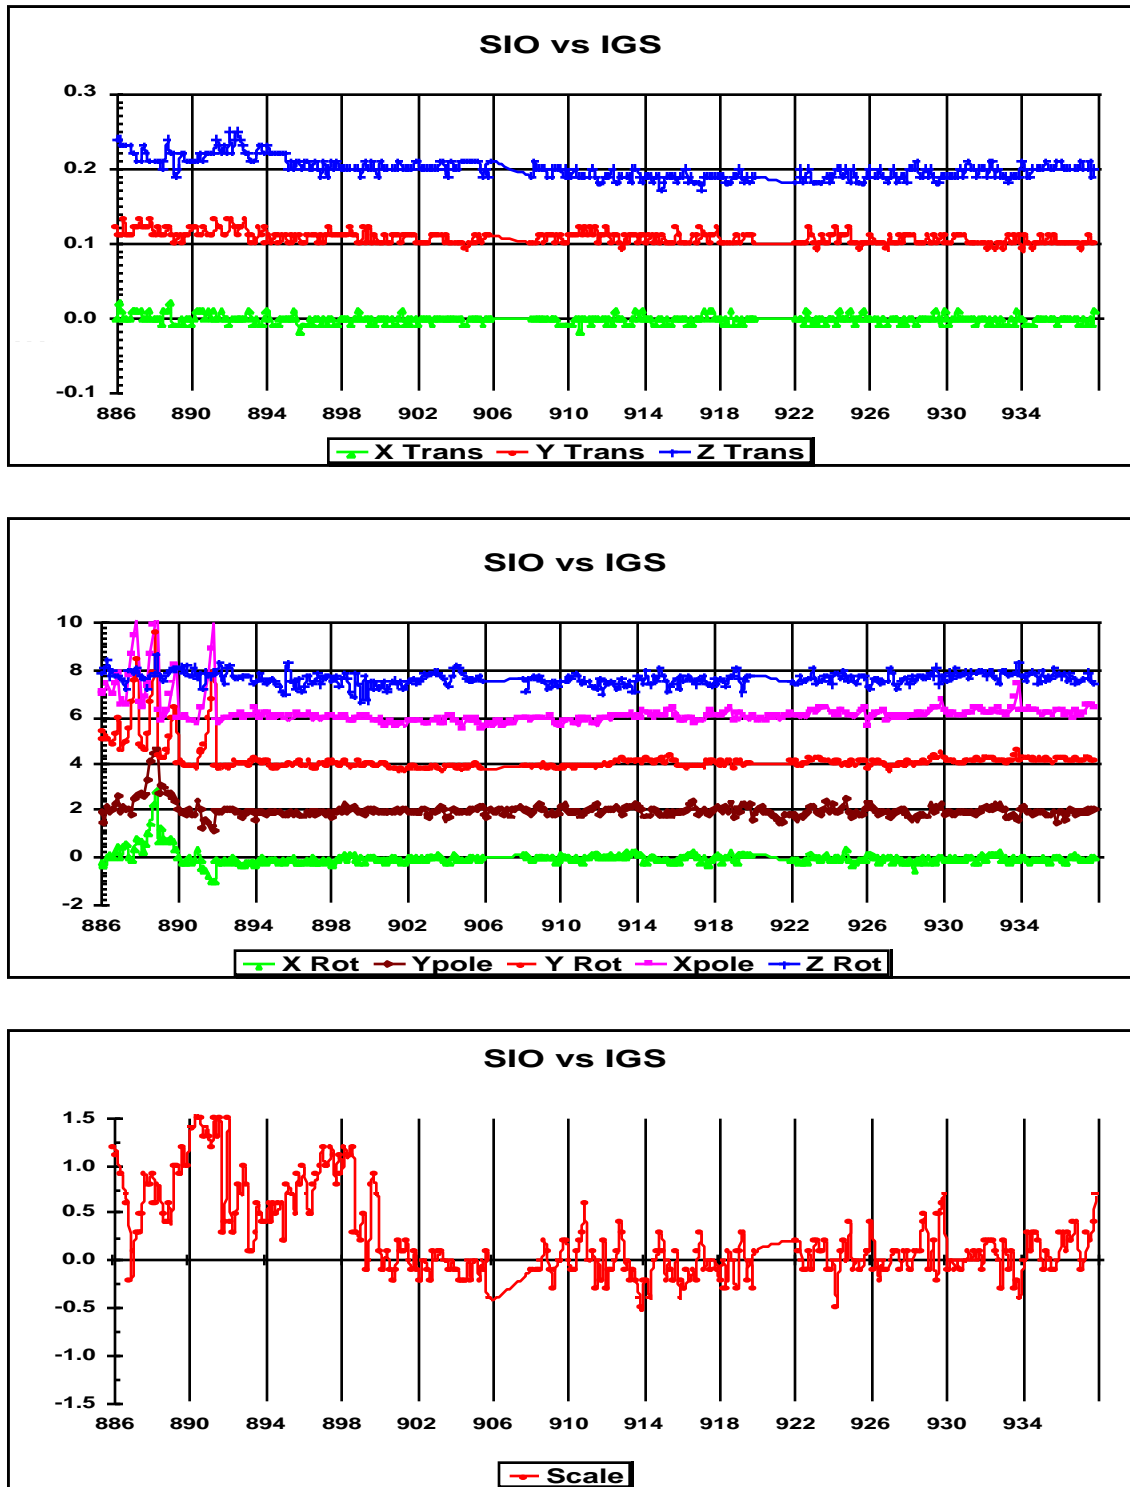 SIO vs IGS
0.3
0.2
0.1
0.0
-0.1
886 890 894 898 902 906 910 914 918 922 926 930 934
X Trans Y Trans Z Trans
SIO vs IGS
10
8
6
4
2
0
-2
886 890 894 898 902 906 910 914 918 922 926 930 934
X Rot Ypole Y Rot Xpole Z Rot
SIO vs IGS
1.5
1.0
0.5
0.0
-0.5
-1.0
-1.5
886 890 894 898 902 906 910 914 918 922 926 930 934
Scale